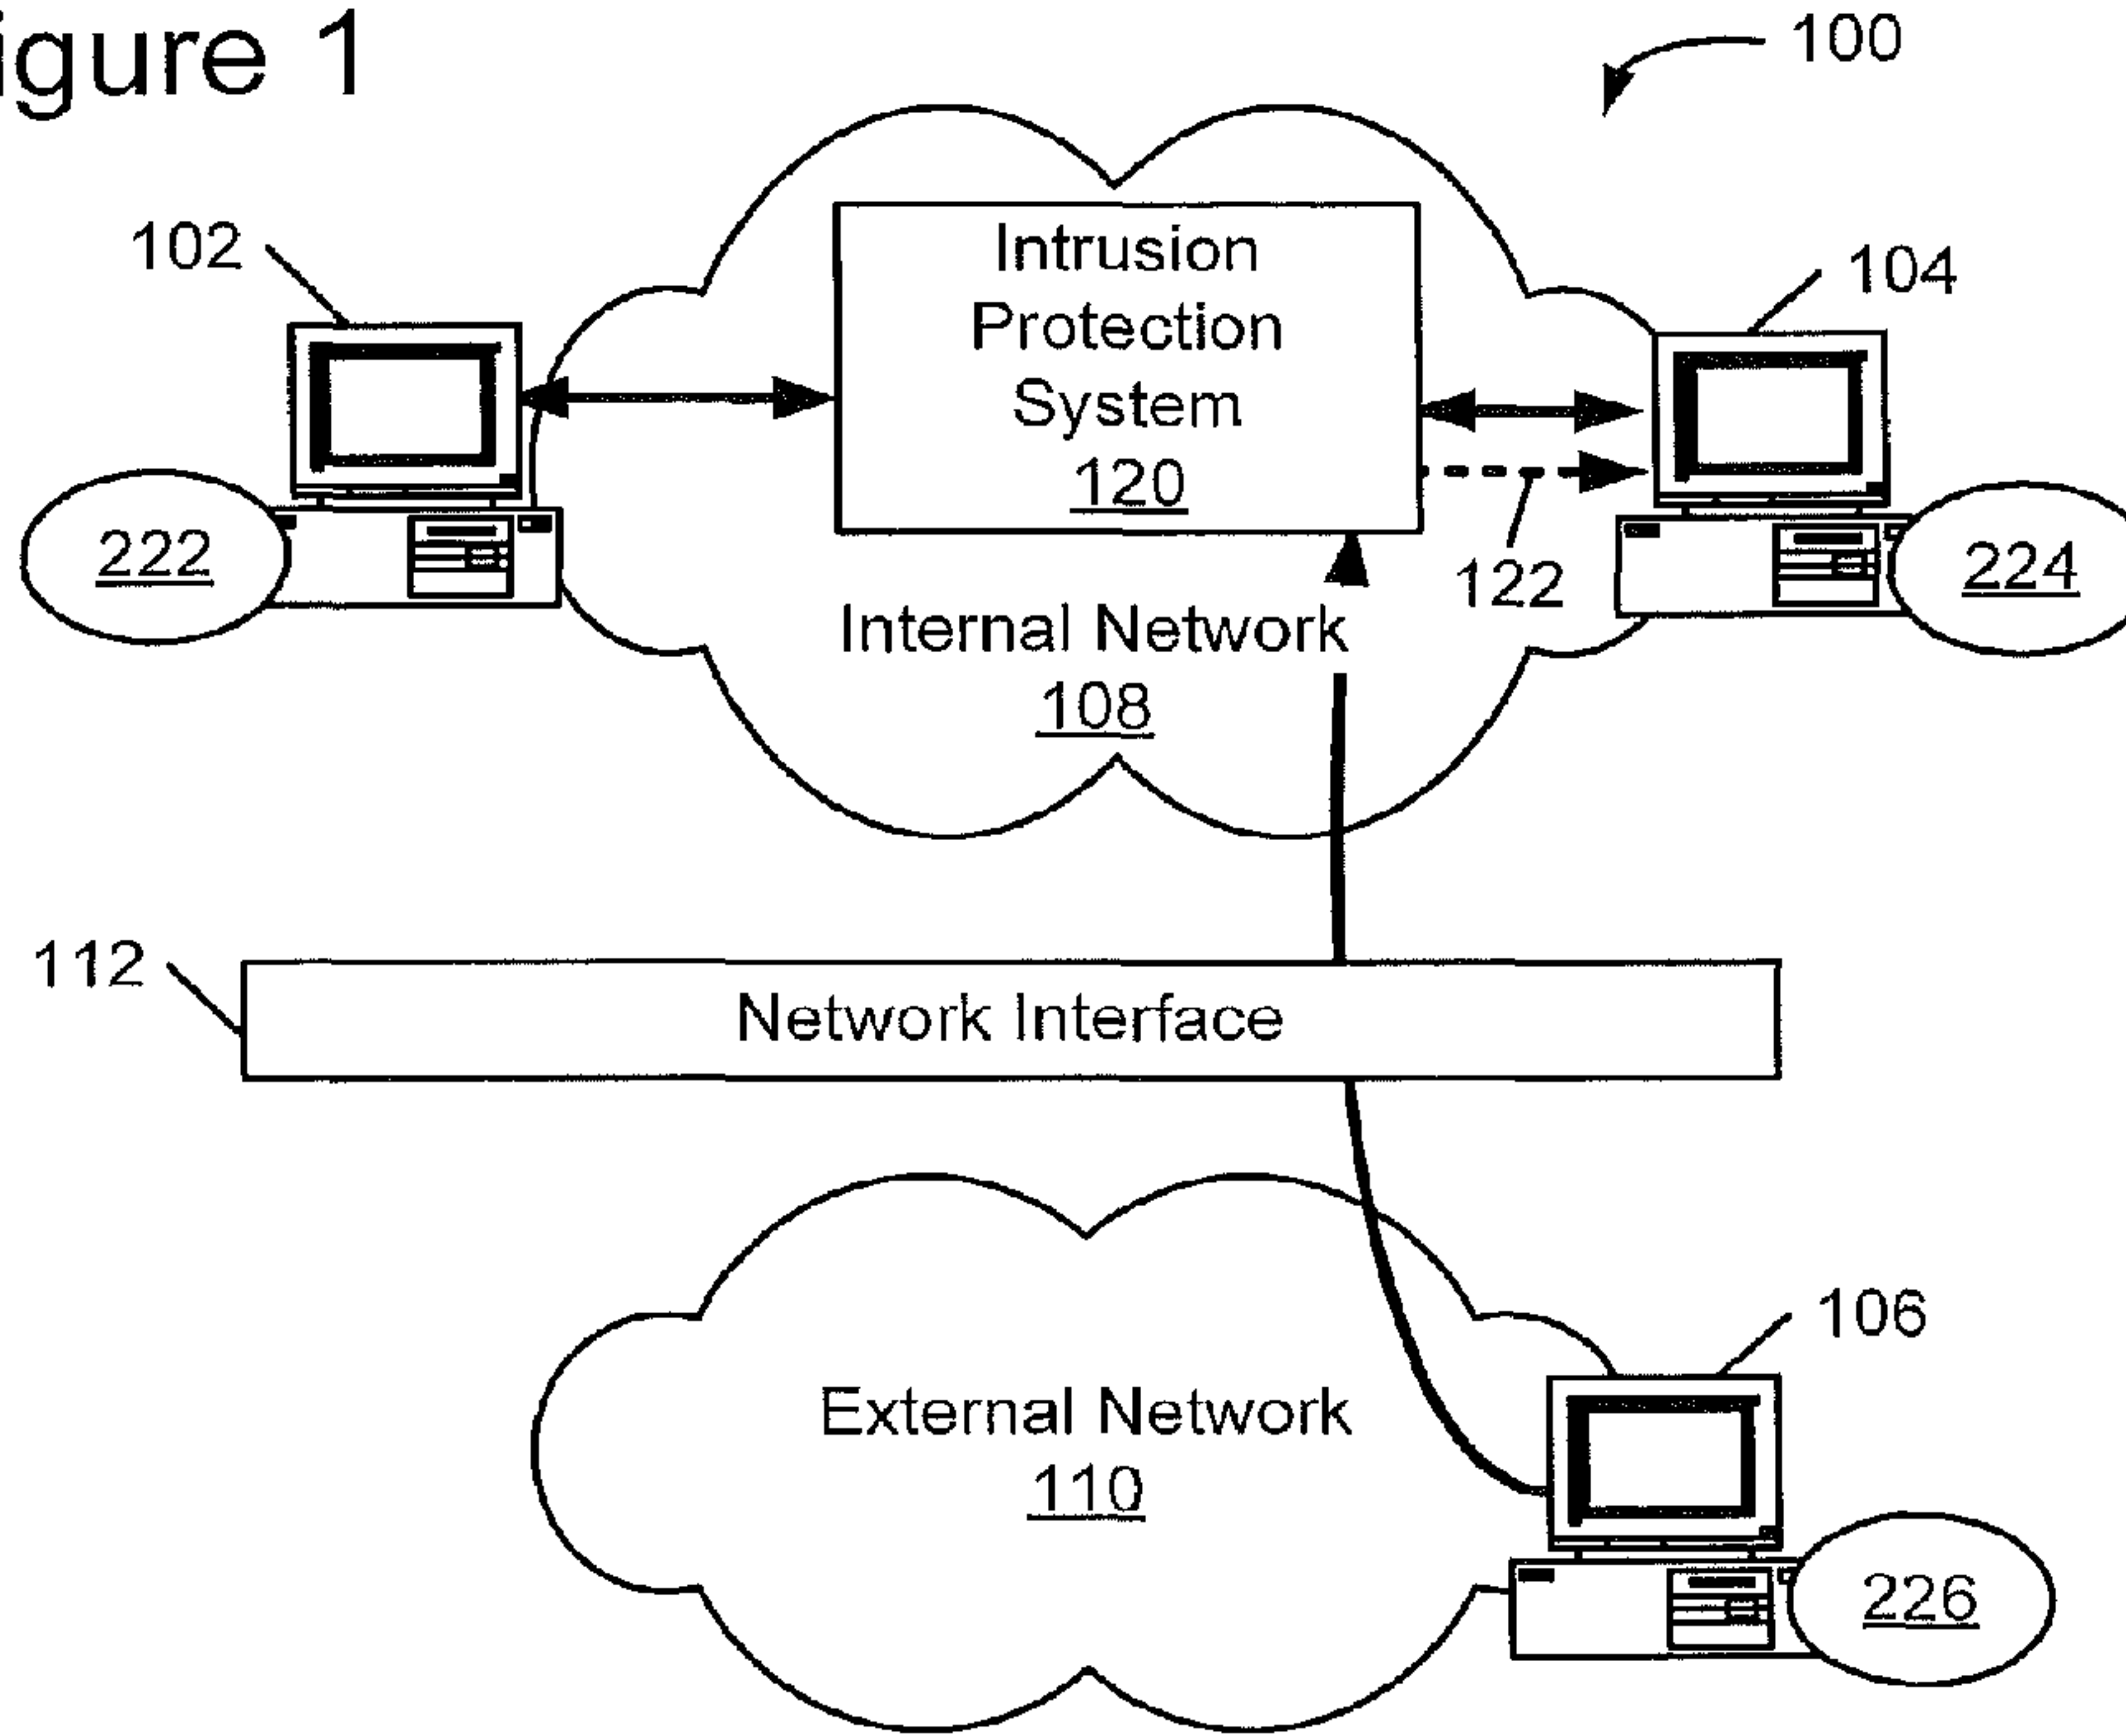 igure 1
100
102
Intrusion
Protection
System
120
104
222
122
224
Internal Network
108
112
Network Interface
106
External Network
110
226